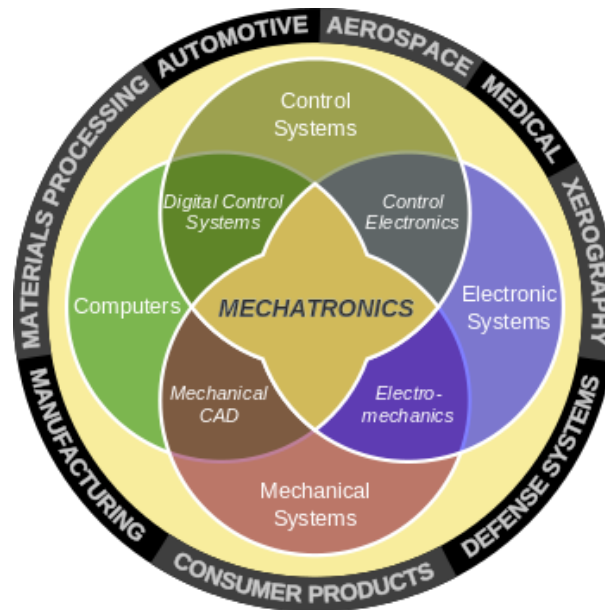 AUTOMOTIVE
AEROSPACE
MEDICAL
XEROGRAPHY
DEFENSE SYSTEMS
CONSUMER PRODUCTS
MANUFACTURING
MATERIALS PROCESSING
Control
Systems
Digital Control
Systems
Control
Electronics
Computers
MECHATRONICS
Electronic
Systems
Mechanical
CAD
Electro-
mechanics
Mechanical
Systems